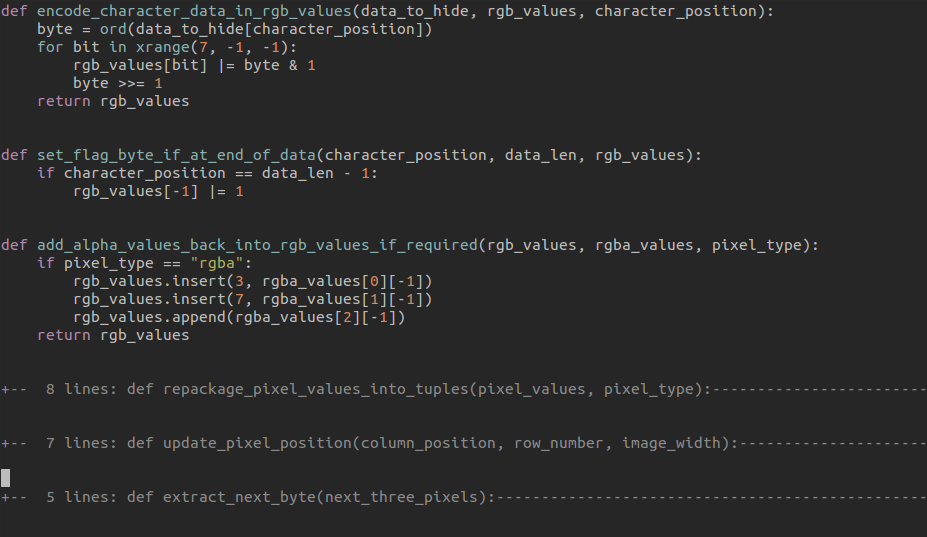 def encode_character_data_in_rgb_values(data_to_hide, rgb_values, character_position):
    byte = ord(data_to_hide[character_position])
    for bit in xrange(7, -1, -1):
        rgb_values[bit] |= byte & 1
        byte >>= 1
    return rgb_values
def set_flag_byte_if_at_end_of_data(character_position, data_len, rgb_values):
    if character_position == data_len - 1:
        rgb_values[-1] |= 1
def add_alpha_values_back_into_rgb_values_if_required(rgb_values, rgba_values, pixel_type):
    if pixel_type == "rgba":
        rgb_values.insert(3, rgba_values[0][-1])
        rgb_values.insert(7, rgba_values[1][-1])
        rgb_values.append(rgba_values[2][-1])
    return rgb_values
+--  8 lines: def repackage_pixel_values_into_tuples(pixel_values, pixel_type):------------------------
+--  7 lines: def update_pixel_position(column_position, row_number, image_width):---------------------
+--  5 lines: def extract_next_byte(next_three_pixels):------------------------------------------------